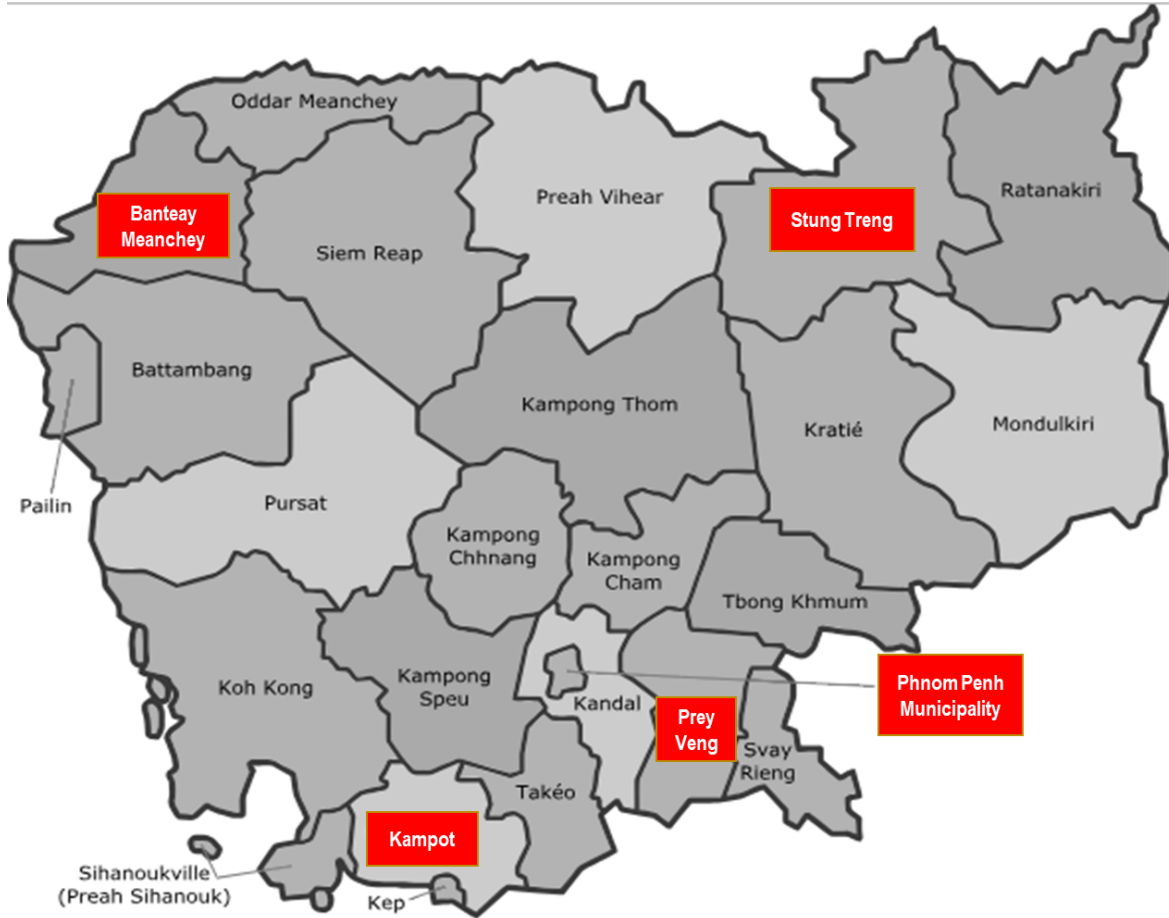 Oddar Meanchey
Banteay
Meanchey
Siem Reap
Preah Vihear
Stung Treng
Ratanakiri
Battambang
Kampong Thom
Kratié
Mondulkiri
Pailin
Pursat
Kampong
Chhnang
Kampong
Cham
Tbong Khmum
Koh Kong
Kampong
Speu
Kandal
Phnom Penh
Municipality
Prey
Veng
Svay
Rieng
Takéo
Kampot
Sihanoukville
(Preah Sihanouk)
Kep